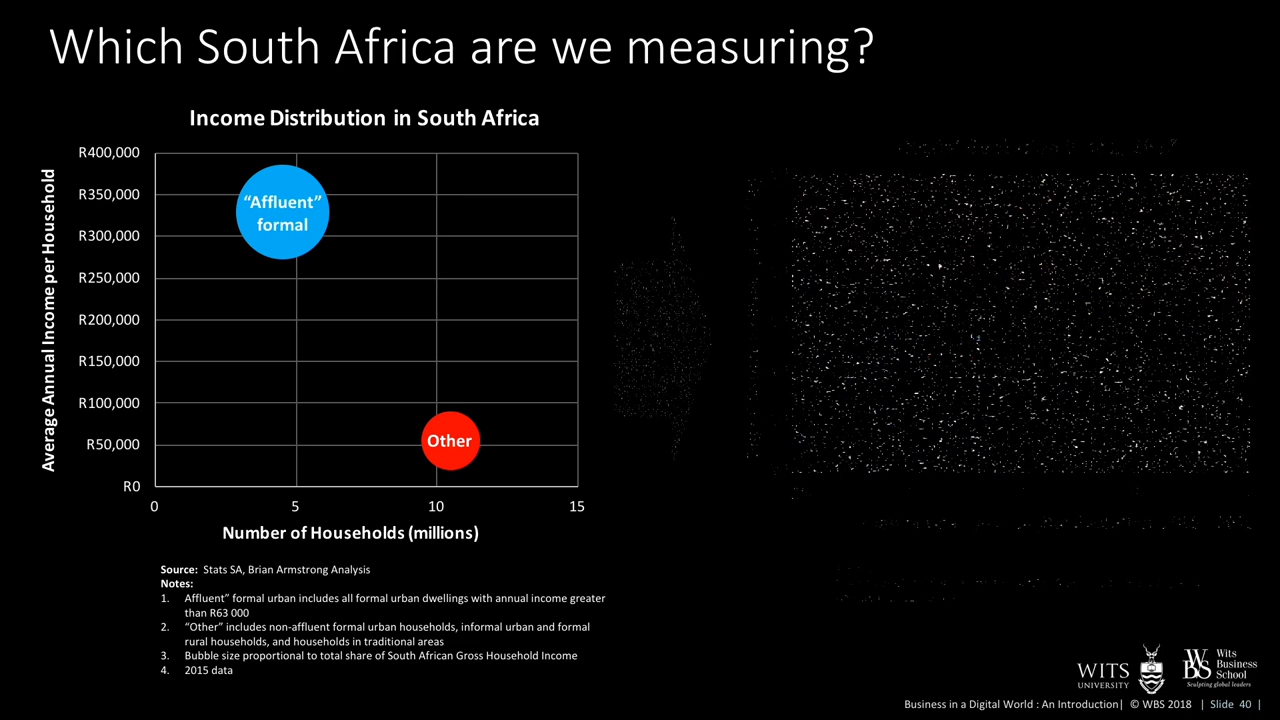 Which South Africa are we measuring?
Income Distribution in South Africa
Average Annual Income per Household
R400,000
R350,000
R300,000
R250,000
R200,000
R150,000
R100,000
R50,000
R0
“Affluent”
formal
Other
0 5 10 15
Number of Households (millions)
Source: Stats SA, Brian Armstrong Analysis
Notes:
1. Affluent” formal urban includes all formal urban dwellings with annual income greater
than R63 000
2. “Other” includes non-affluent formal urban households, informal urban and formal
rural households, and households in traditional areas
3. Bubble size proportional to total share of South African Gross Household Income
4. 2015 data
WITS
UNIVERSITY
WBS
Wits
Business
School
Sculpting global leaders
Business in a Digital World : An Introduction| © WBS 2018 | Slide 40 |